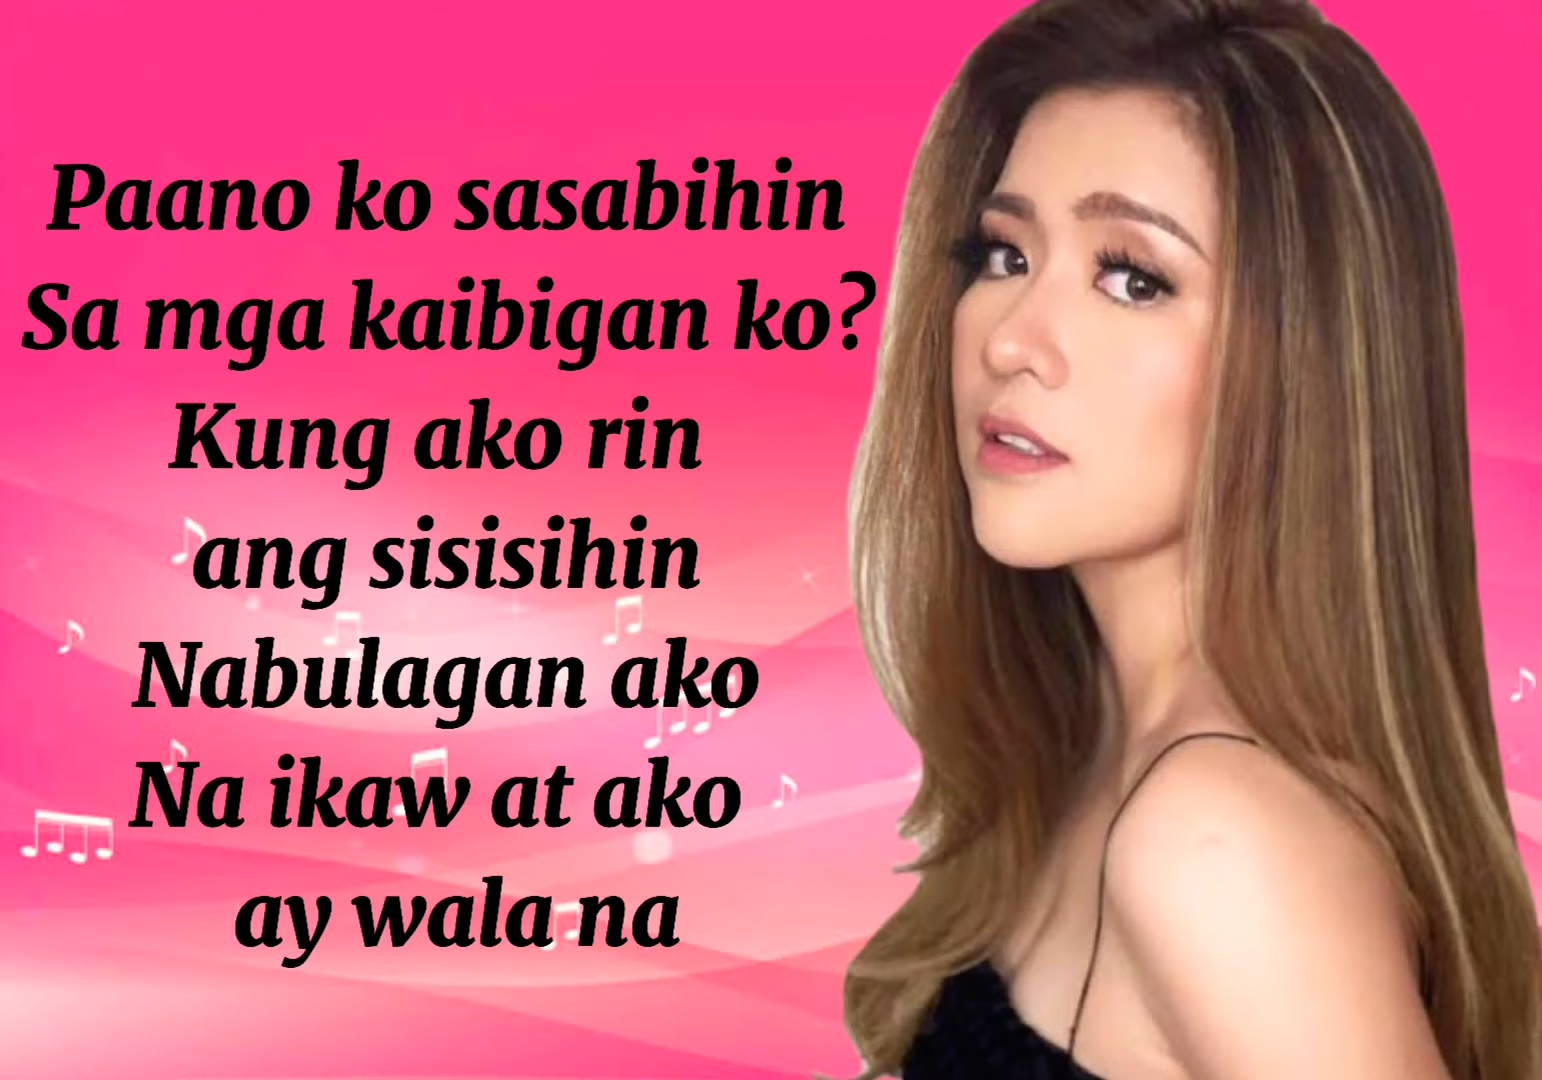 Paano ko sasabihin
Sa mga kaibigan ko?
Kung ako rin
ang sisisihin
Nabulagan ako
Na ikaw at ako
ay wala na